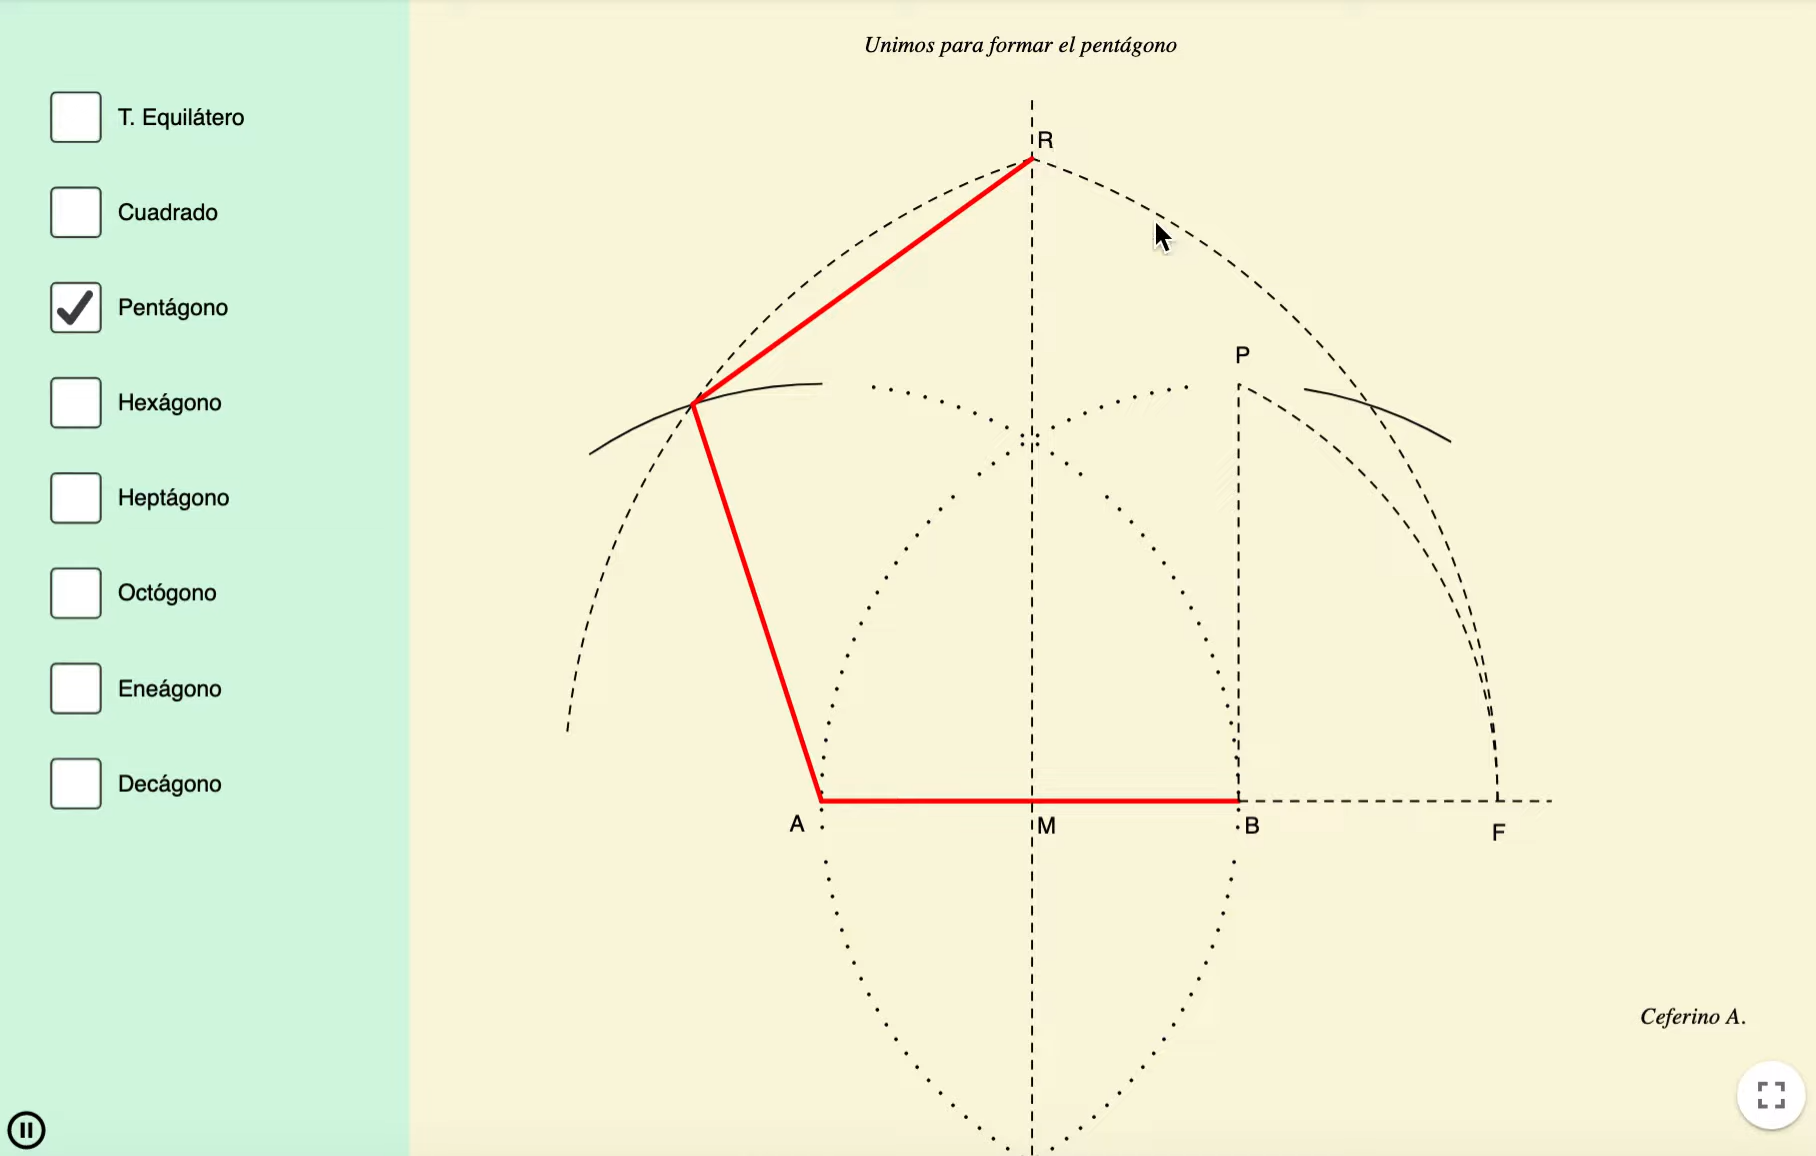 Unimos para formar el pentágono
T. Equilátero
Cuadrado
Pentágono
Hexágono
Heptágono
Octógono
Eneágono
Decágono
R
P
A
M
B
F
Ceferino A.